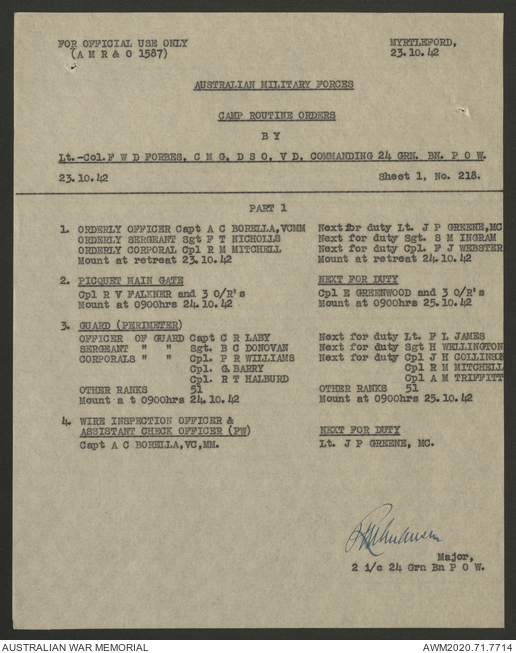 FOR OFFICIAL USE ONLY MYRTLEFORD,
(A M R & O 1587) 23.10.42
AUSTRALIAN MILITARY FORCES
CAMP ROUTINE ORDERS
B Y
Lt.-Col.F W D FORBES, C M G, D S O, V D, COMMANDING 24 GRN. BN. P O W.
23.10.42 Sheet 1, No. 218.
PART 1
1. ORDERLY OFFICER Capt A C BORELLA,VCMM Next for duty Lt. J P GREENE,MC
ORDERLY SERGEANT Sgt F T NICHOLLS Next for duty Sgt. S M INGRAM
ORDERLY CORPORAL Cpl R M MITCHELL Next for duty Cpl. F J WEBSTER
Mount at retreat 23.10.42 Mount at retreat 24.10.42
2. PICQUET MAIN GATE NEXT FOR DUTY
Cpl R V FALKNER and 3 O/R's Cpl E GREENWOOD and 3 O/R's
Mount at 0900hrs 24.10.42 Mount at 0900hrs 25.10.42
3. GUARD (PERIMETER)
OFFICER OF GUARD Capt C R LABY Next for duty Lt. F L JAMES
SERGEANT " " Sgt. B C DONOVAN Next for duty Sgt H WELLINGTON
CORPORALS " " Cpl. P R WILLIAMS Next for duty Cpl J H COLLINS
Cpl. G BARRY Cpl R M MITCHELL
Cpl. R T HALBURD Cpl A M TRIFFITT
OTHER RANKS 51 OTHER RANKS 51
Mount a t 0900hrs 24.10.42 Mount at 0900hrs 25.10.42
4. WIRE INSPECTION OFFICER &
ASSISTANT CHECK OFFICER (PW) NEXT FOR DUTY
Capt A C BORELLA,VC,MM. Lt. J P GREENE, MC.
Major,
2 i/c 24 Grn Bn P O W.
AUSTRALIAN WAR MEMORIAL AWM2020.71.7714